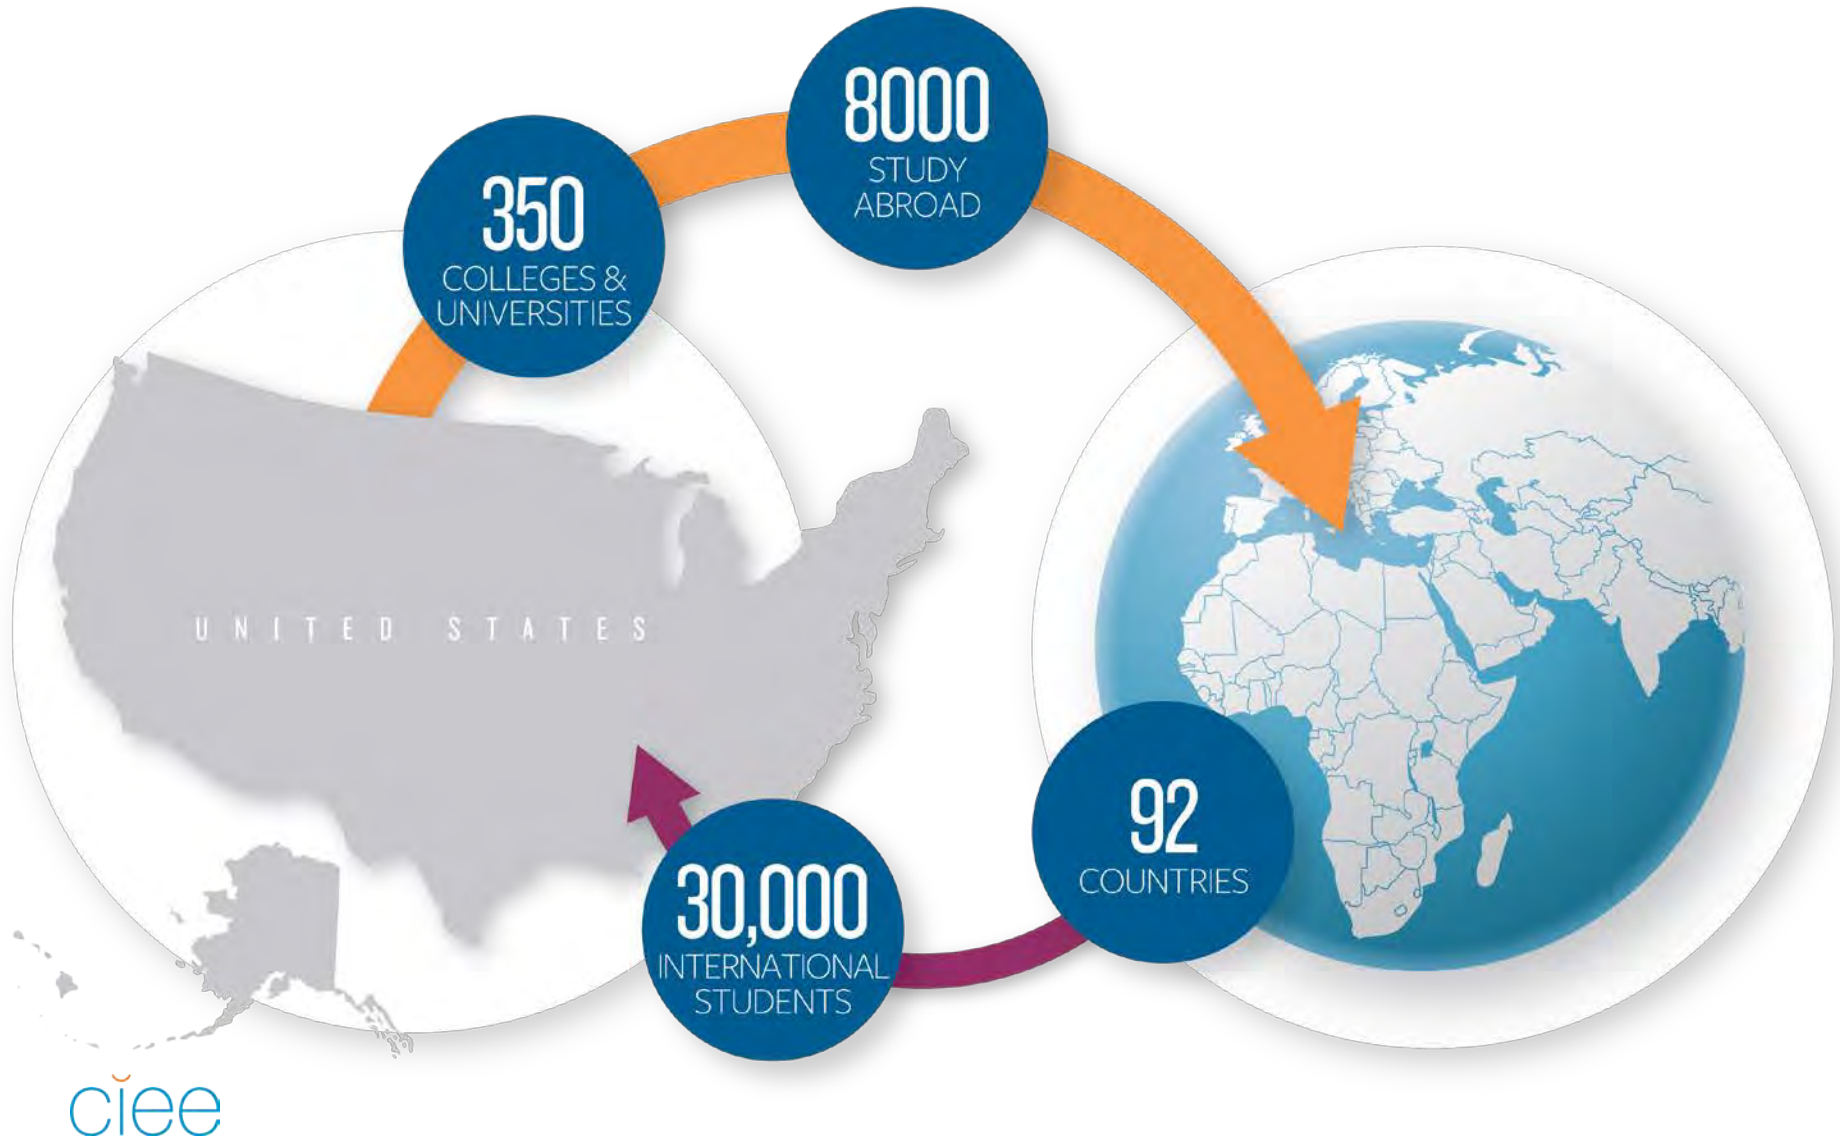 8000
STUDY
ABROAD
350
COLLEGES &
UNIVERSITIES
UNITED STATES
92
COUNTRIES
30,000
INTERNATIONAL
STUDENTS
ciee